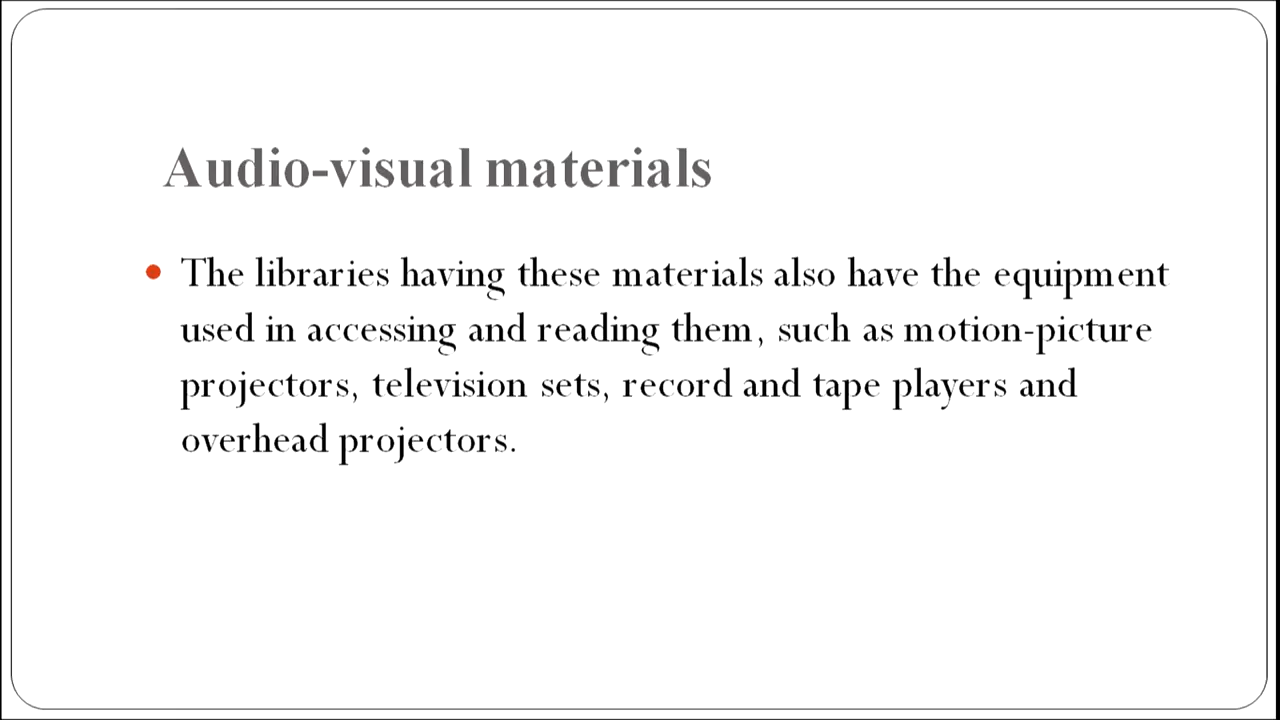 Audio-visual materials
The libraries having these materials also have the equipment
used in accessing and reading them, such as motion-picture
projectors, television sets, record and tape players and
overhead projectors.